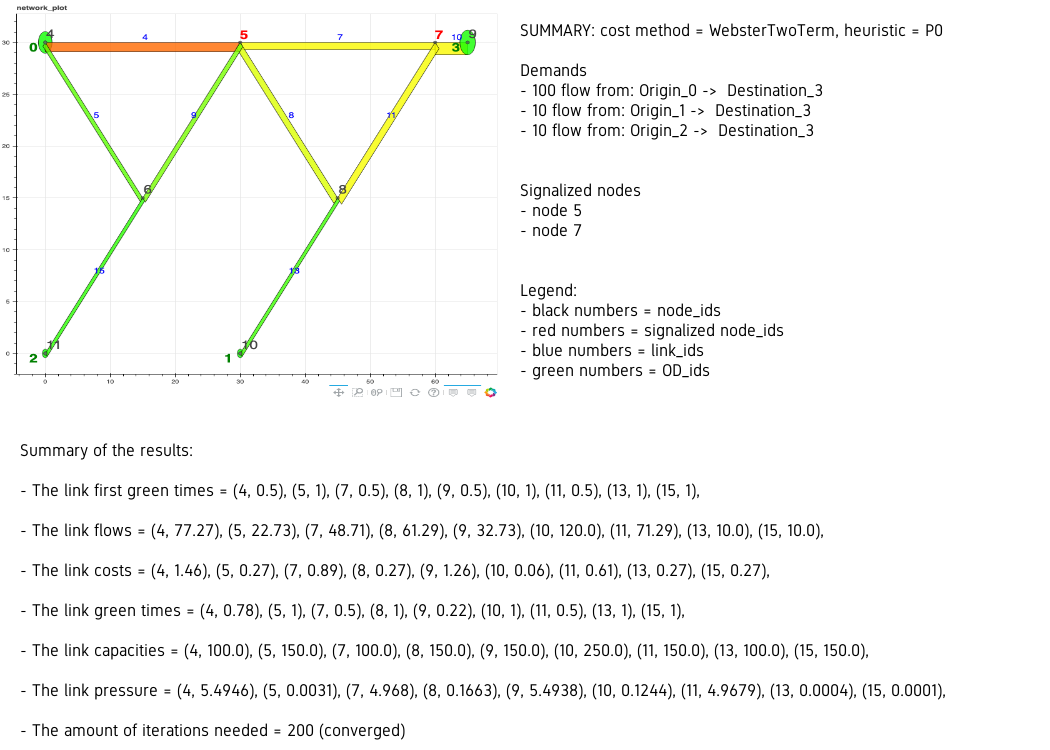 network_plot
SUMMARY: cost method = WebsterTwoTerm, heuristic = P0
Demands
- 100 flow from: Origin_0 -> Destination_3
- 10 flow from: Origin_1 -> Destination_3
- 10 flow from: Origin_2 -> Destination_3
Signalized nodes
- node 5
- node 7
Legend:
- black numbers = node_ids
- red numbers = signalized node_ids
- blue numbers = link_ids
- green numbers = OD_ids
4
0
4
5
7
7
10
3
9
5
9
8
11
6
8
15
13
11
2
10
1
30
25
20
15
10
5
0
0
10
20
30
40
50
60
Summary of the results:
- The link first green times = (4, 0.5), (5, 1), (7, 0.5), (8, 1), (9, 0.5), (10, 1), (11, 0.5), (13, 1), (15, 1),
- The link flows = (4, 77.27), (5, 22.73), (7, 48.71), (8, 61.29), (9, 32.73), (10, 120.0), (11, 71.29), (13, 10.0), (15, 10.0),
- The link costs = (4, 1.46), (5, 0.27), (7, 0.89), (8, 0.27), (9, 1.26), (10, 0.06), (11, 0.61), (13, 0.27), (15, 0.27),
- The link green times = (4, 0.78), (5, 1), (7, 0.5), (8, 1), (9, 0.22), (10, 1), (11, 0.5), (13, 1), (15, 1),
- The link capacities = (4, 100.0), (5, 150.0), (7, 100.0), (8, 150.0), (9, 150.0), (10, 250.0), (11, 150.0), (13, 100.0), (15, 150.0),
- The link pressure = (4, 5.4946), (5, 0.0031), (7, 4.968), (8, 0.1663), (9, 5.4938), (10, 0.1244), (11, 4.9679), (13, 0.0004), (15, 0.0001),
- The amount of iterations needed = 200 (converged)